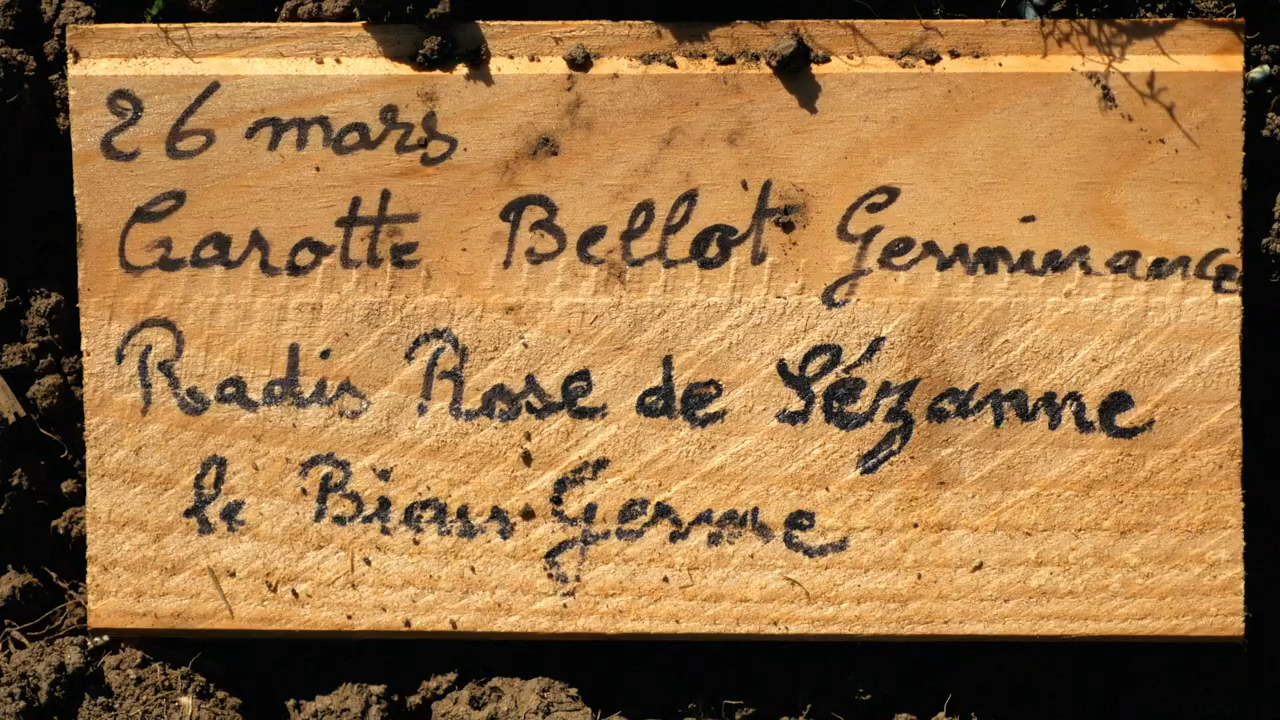 26 mars
Carotte Bellot Germinance
Radis Rose de Sézanne
le Biau Germe